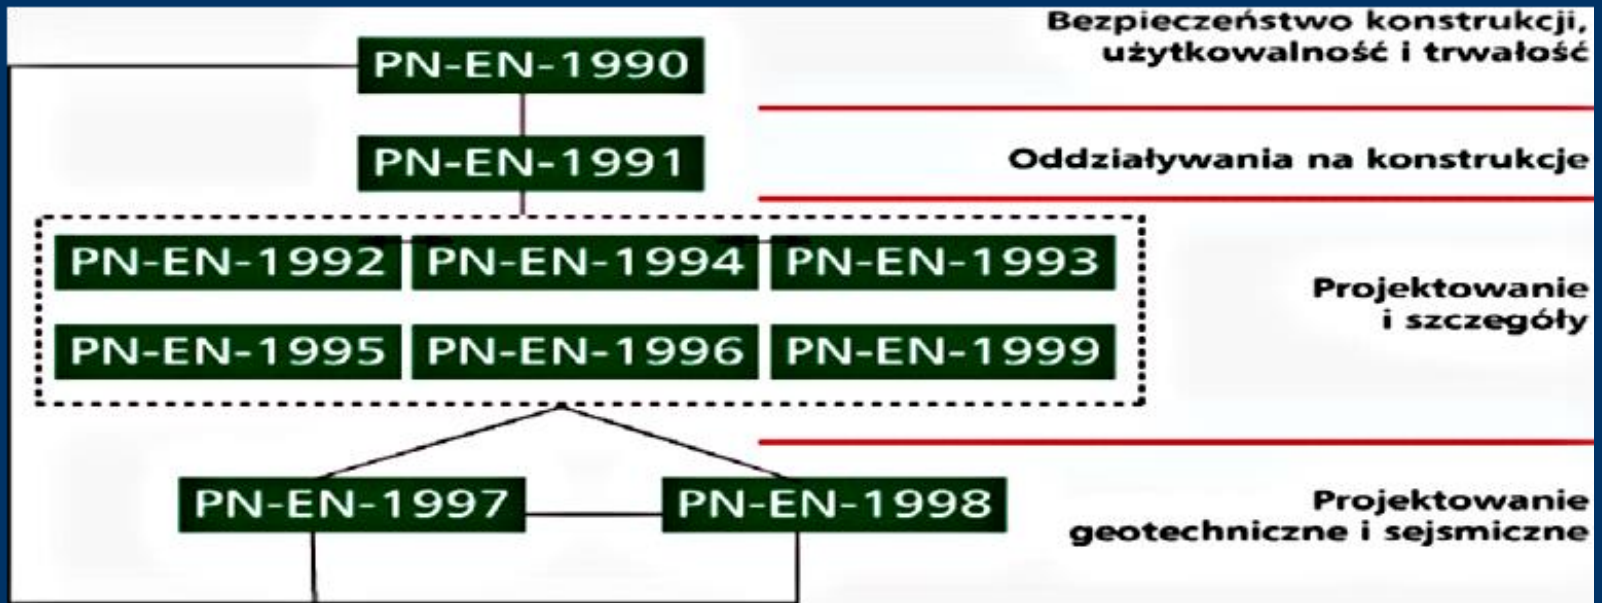 Bezpieczeństwo konstrukcji,
użytkowalność i trwałość
PN-EN-1990
PN-EN-1991
Oddziaływania na konstrukcje
PN-EN-1992 PN-EN-1994 PN-EN-1993
Projektowanie
i szczegóły
PN-EN-1995 PN-EN-1996 PN-EN-1999
PN-EN-1997 PN-EN-1998
Projektowanie
geotechniczne i sejsmiczne